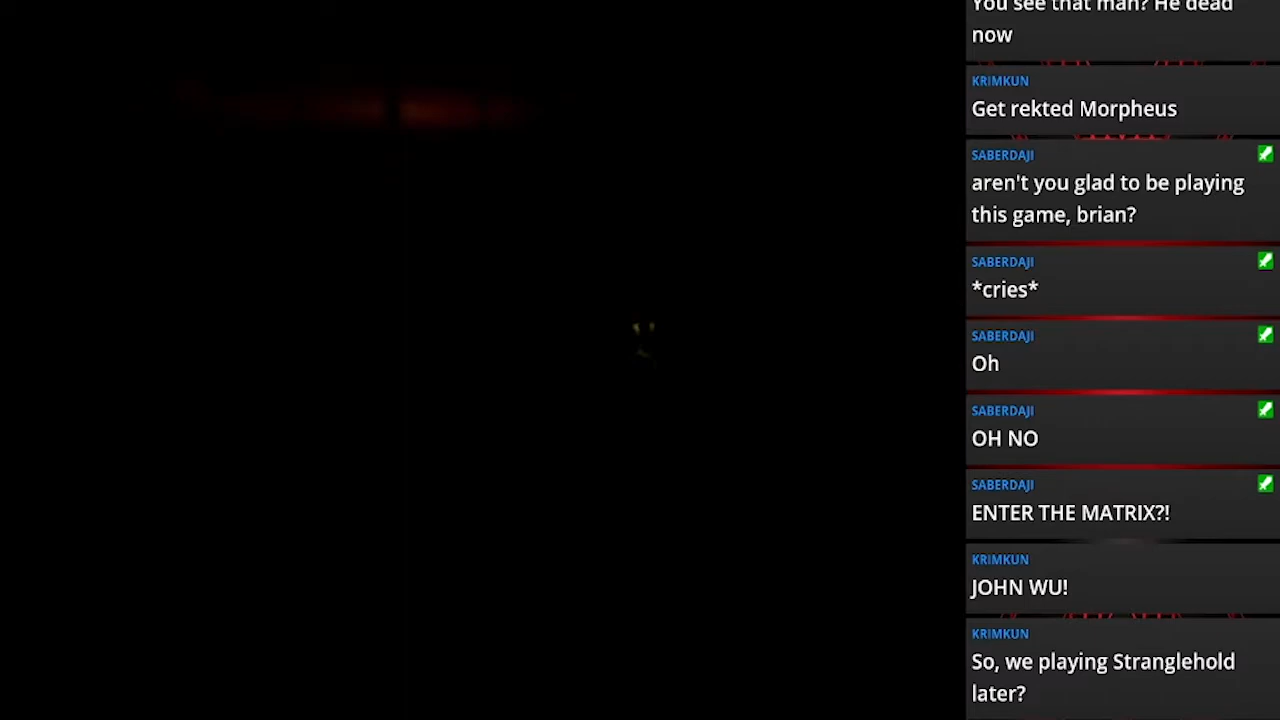 You see that man? He dead
now
KRIMKUN
Get rekted Morpheus
SABERDAJI
aren't you glad to be playing
this game, brian?
SABERDAJI
*cries*
SABERDAJI
Oh
SABERDAJI
OH NO
SABERDAJI
ENTER THE MATRIX?!
KRIMKUN
JOHN WU!
KRIMKUN
So, we playing Stranglehold
later?